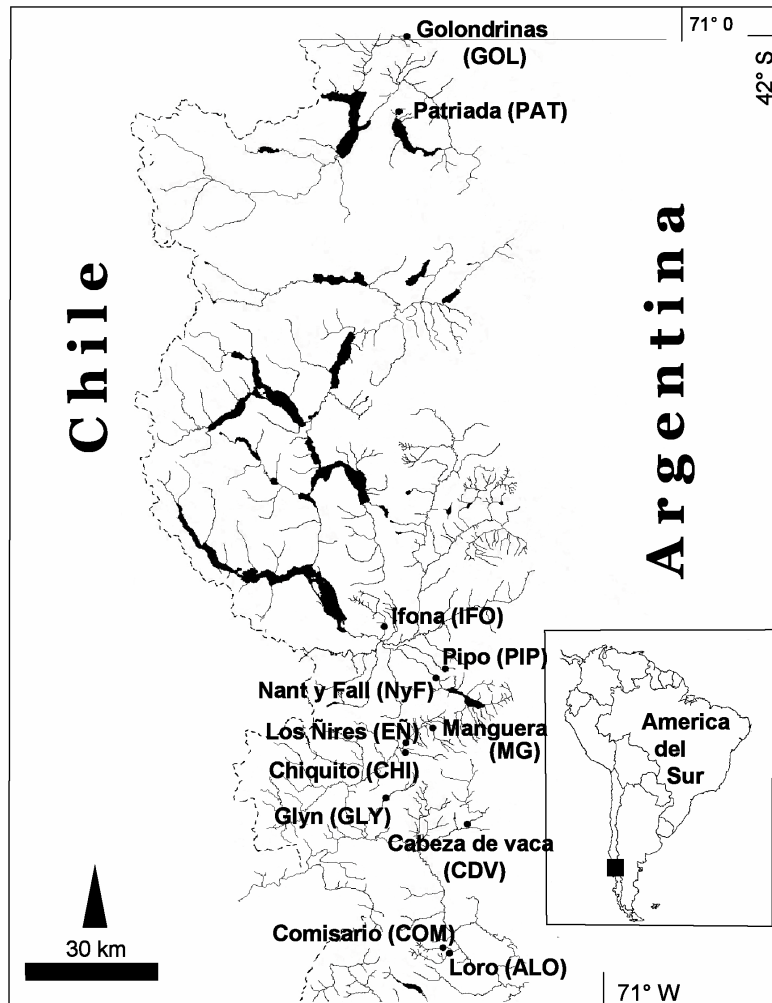 Golondrinas
(GOL)
71° 0
42° S
Patriada (PAT)
Chile
Argentina
Ifona (IFO)
Pipo (PIP)
Nant y Fall (NyF)
Los Ñires (EÑ)
Manguera
(MG)
Chiquito (CHI)
Glyn (GLY)
Cabeza de vaca
(CDV)
America
del
Sur
30 km
Comisario (COM)
Loro (ALO)
71° W